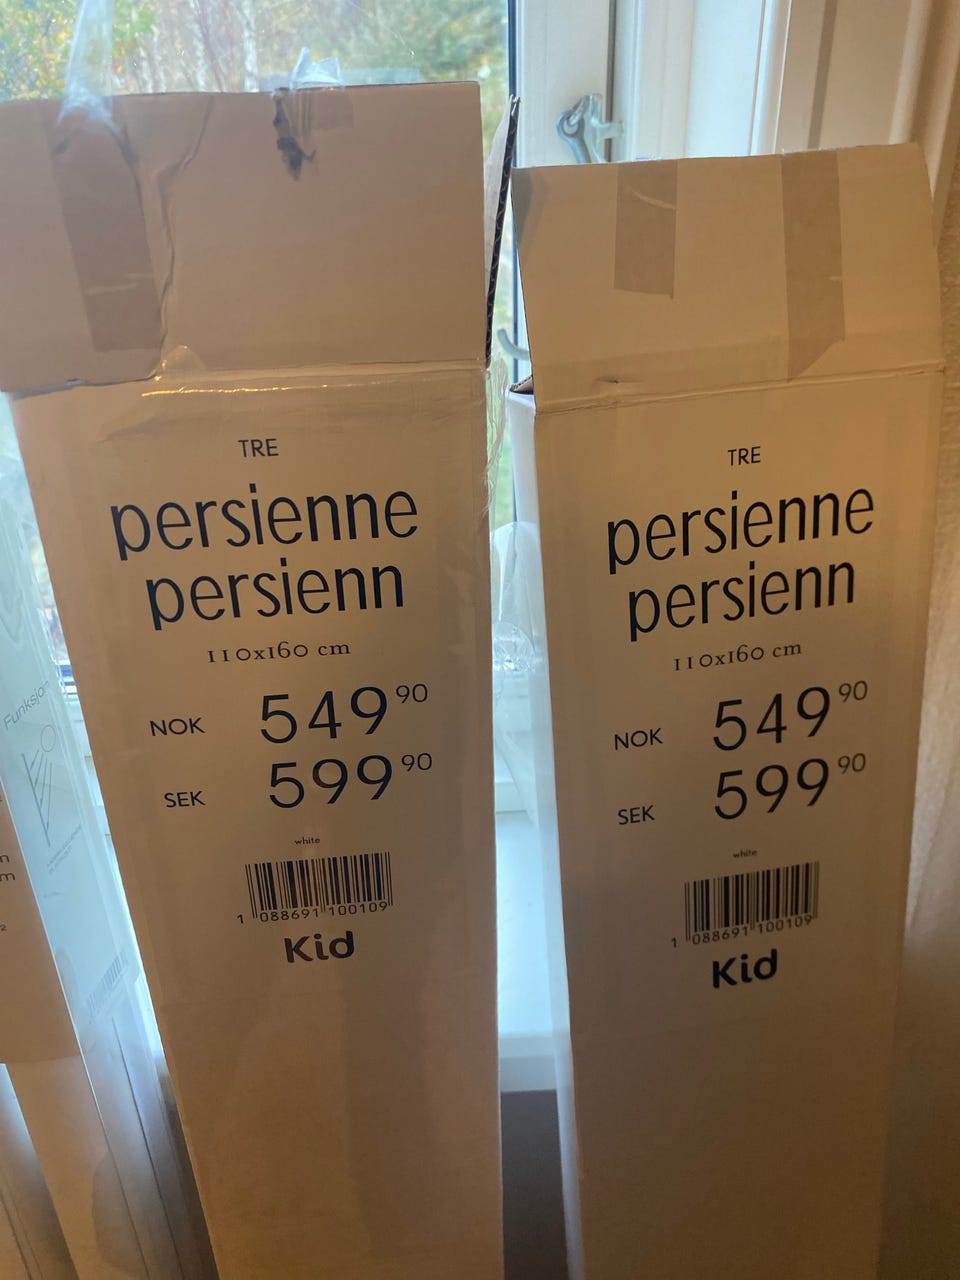 TRE
persienne
persienn
110x160 cm
NOK 549 90
SEK 599 90
white
1 088691 100109
Kid
TRE
persienne
persienn
110x160 cm
NOK 549 90
SEK 599 90
white
1 088691 100109
Kid
Funksjon